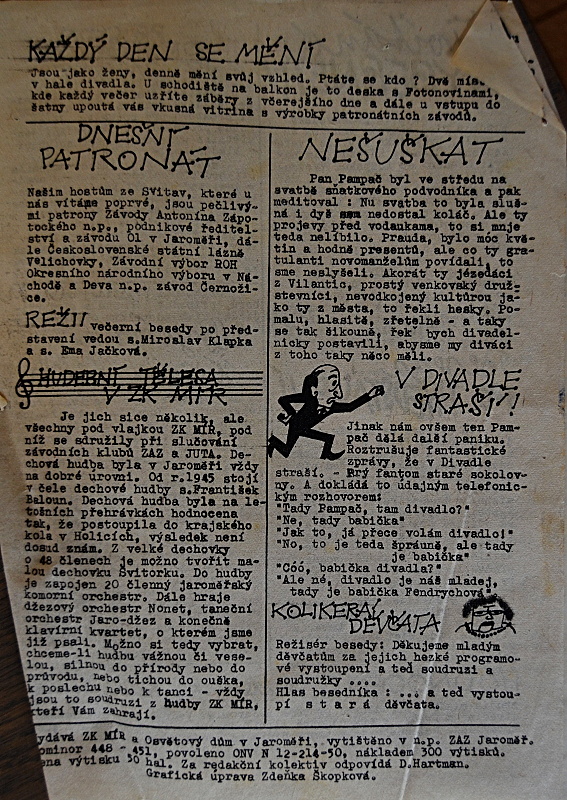 KAŽDÝ DEN SE MĚNÍ
Jsou jako ženy, denně mění svůj vzhled. Ptáte se kdo ? Dvě mís
v hale divadla. U schodiště na balkon je to deska s Fotonovinami,
kde každý večer uzříte záběry z včerejšího dne a dále u vstupu do
šatny upoutá vás vkusná vitrina s výrobky patronátních závodů.
DNEŠNÍ
PATRONÁT
Našim hostům ze SVitav, které u
nás vítáme poprvé, jsou pečlivý-
mi patrony Závody Antonína Zápo-
tockého n.p., podnikové ředitel-
ství a závodu Ol v Jaroměři, dá-
le Československé státní lázně
Velichovky, Závodní výbor ROH
Okresního národního výboru v Ná-
chodě a Deva n.p. závod Černoži-
ce.
REŽII večerní besedy po před-
stavení vedou s.Miroslav Klapka
a s. Ema Jačková.
HUDEBNÍ TĚLESA
V ZK MÍR
Je jich sice několik, ale
všechny pod vlajkou ZK MÍR, pod
níž se sdružily při slučování
závodních klubů ZAZ a JUTA. De-
chová hudba byla v Jaroměři vždy
na dobré úrovni. Od r.1945 stojí
v čele dechové hudby s.František
Baloun. Dechová hudba byla na le-
tošních přehrávkách hodnocena
tak, že postoupila do krajského
kola v Holicích, výsledek není
dosud znám. Z velké dechovky
o 48 členech je možno tvořit ma-
lou dechovku Svitorku. Do hudby
je zapojen 20 členný jaroměřský
komorní orchestr. Dále hraje
džezový orchestr Nonet, taneční
orchestr Jaro-džez a konečně
klavírní kvartet, o kterém jsme
již psali. Možno si tedy vybrat,
chceme-li hudbu vážnou či vese-
lou, silnou do přírody nebo do
průvodu, nebo tichou do ouška,
k poslechu nebo k tanci - vždy
jsou to soudruzi z hudby ZK MÍR,
kteří Vám zahrají.
NEŠUŠKAT
Pan Pampač byl ve středu na
svatbě sňatkového podvodníka a pak
meditoval : Nu svatba to byla sluš-
ná i dyž sem nedostal koláč. Ale ty
projevy před vodaukama, to si mnje
teda nelíbilo. Prauda, bylo móc kvě-
tin a hodně presentů, ale co ty gra-
tulanti novomanželům povídali, to
sme neslyšeli. Akorát ty jézedáci
z Vilantic, prostý venkovský druž-
stevníci, nevodkojený kultúrou ja-
ko ty z města, to řekli hesky. Po-
malu, hlasitě, zřetelně - a taky
se tak šikouně, řek' bych divadel-
nicky postavili, abysme my diváci
z toho taky něco měli.
V DIVADLE
STRAŠÍ!!
Jinak nám ovšem ten Pam-
pač dělá další paniku.
Roztrušuje fantastické
zprávy, že v Divadle
straší. - Prý fantom staré sokolov-
ny. A dokládá to údajným telefonic-
kým rozhovorem:
"Tady Pampač, tam divadlo?"
"Ne, tady babička"
"Jak to, já přece volám divadlo!"
"No, to je teda špráuně, ale tady
je babička"
"Cóó, babička divadla?"
"Ale né, divadlo je náš mladej,
tady je babička Fendrychová"
KOLIKERÁ
DĚVČATA
Režisér besedy: Děkujeme mladým
děvčatům za jejich hezké programo-
vé vystoupení a teď soudruzi a
soudružky ....
Hlas besedníka : ... a teď vystou-
pí s t a r á děvčata.
ydává ZK MÍR a Osvětový dům v Jaroměři, vytištěno v n.p. ZAZ Jaroměř.
ominor 448 - 451, povoleno ONV N 12-214-50, nákladem 300 výtisků.
ena výtisku 50 hal. Za redakční kolektiv odpovídá D.Hartman.
Grafická úprava Zdeňka Škopková.